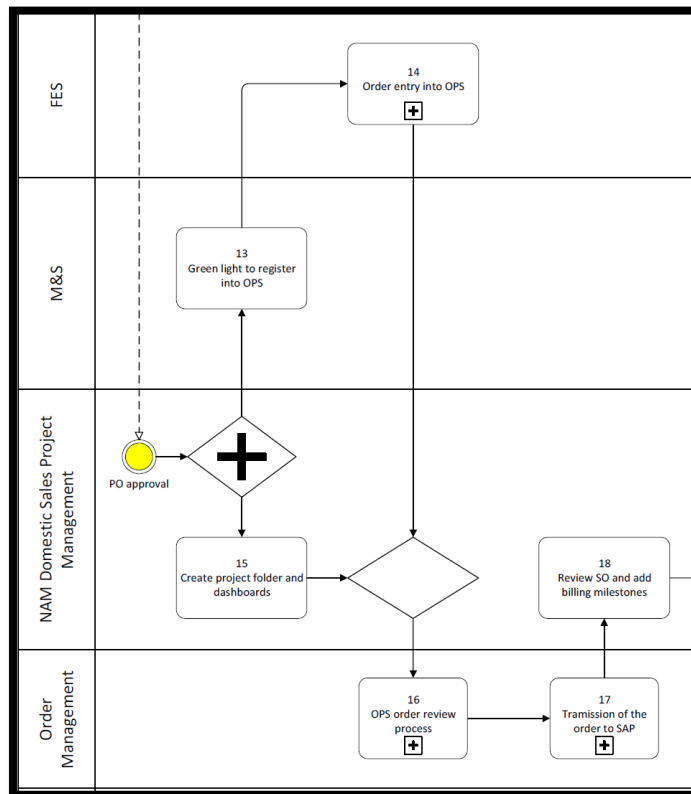 FES
14
Order entry into OPS
M&S
13
Green light to register
into OPS
NAM Domestic Sales Project
Management
PO approval
15
Create project folder and
dashboards
18
Review SO and add
billing milestones
Order
Management
16
OPS order review
process
17
Tramission of the
order to SAP